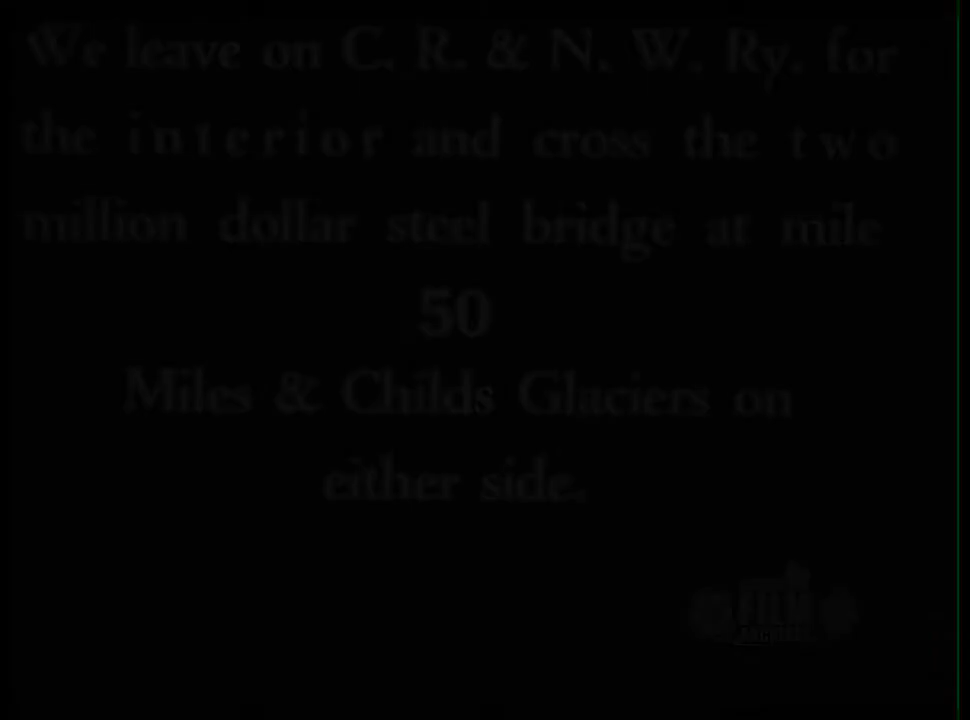 We leave on C. R. & N. W. Ry. for
the interior and cross the two
million dollar steel bridge at mile
50
Miles & Childs Glaciers on
either side.
FILM